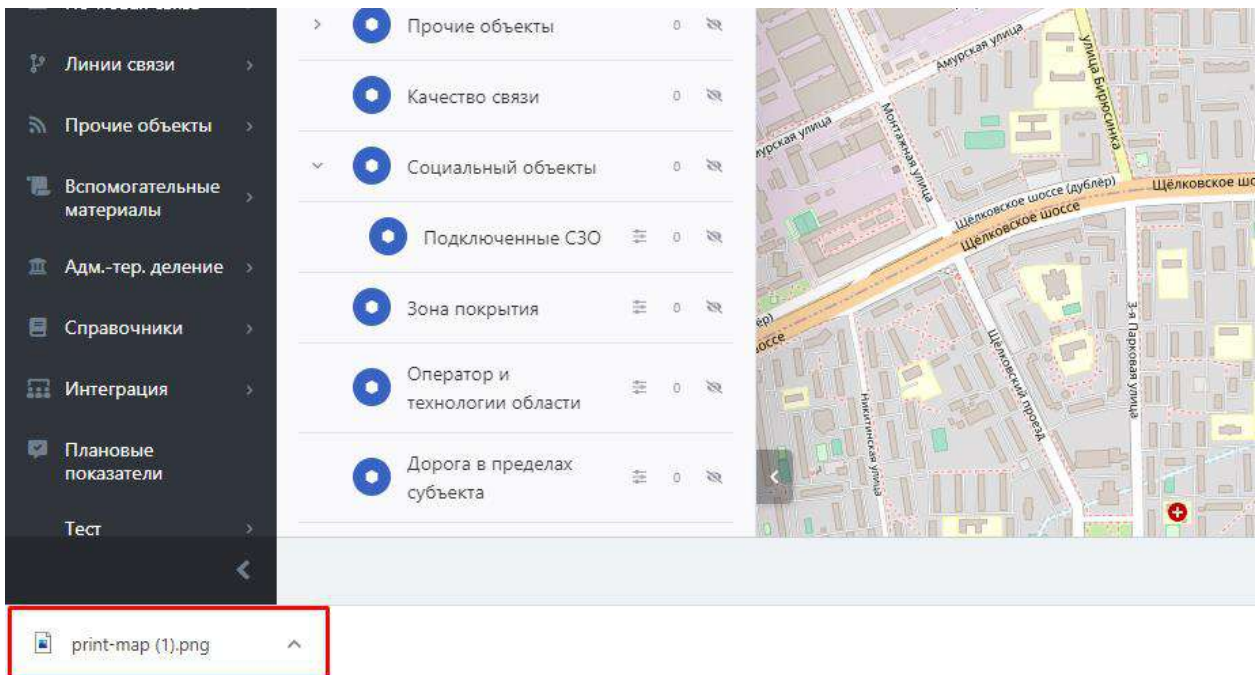 Линии связи
Прочие объекты
Вспомогательные
материалы
Адм.-тер. деление
Справочники
Интеграция
Плановые
показатели
Тест
Прочие объекты 0
Качество связи 0
Социальный объекты 0
Подключенные СЗО 0
Зона покрытия 0
Оператор и
технологии области 0
Дорога в пределах
субъекта 0
Амурская улица
улица Бирюсинка
Монтажная улица
мурская улица
Щёлковское шоссе (дублёр)
Щёлковское шо
Щёлковское шоссе
ёр)
шоссе
3-я Парковая улица
Щёлковский проезд
Никитинская улица
print-map (1).png